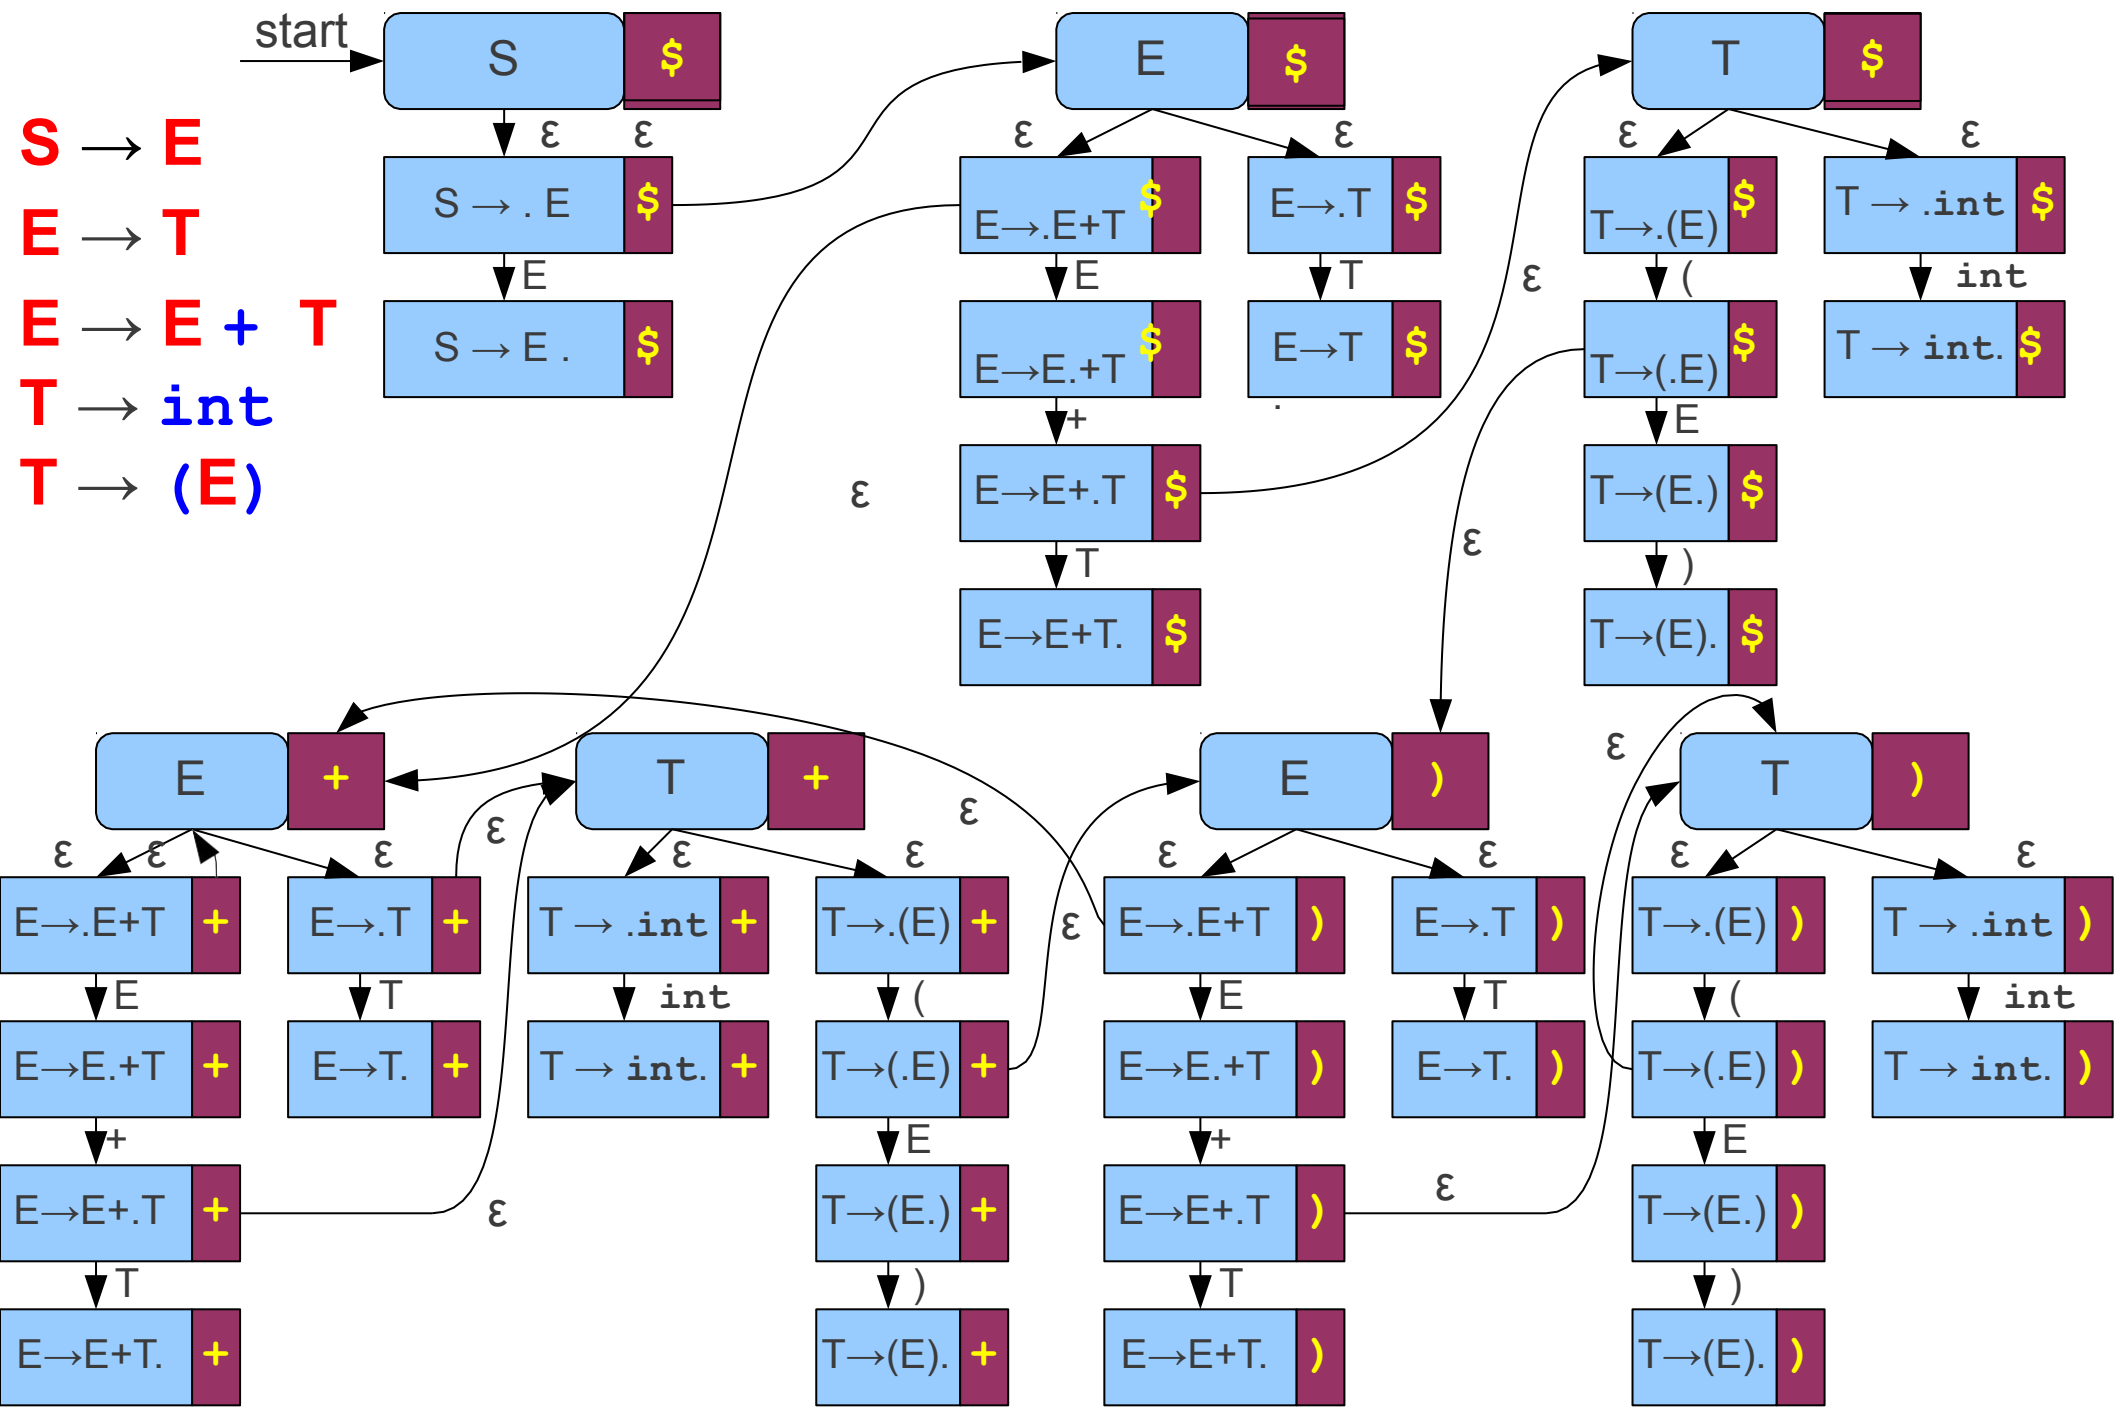 start
S $
E $
T $
S → E
E → T
E → E + T
T → int
T → (E)
ε ε
ε ε
ε ε
S → . E $
E→.E+T $
E→.T $
T→.(E) $
T → .int $
E
E
T
ε
(
int
S → E . $
E→E.+T $
E→T
. $
T→(.E) $
T → int. $
+
E
ε
E→E+.T $
T→(E.) $
T
ε
)
E→E+T. $
T→(E). $
E +
T +
E )
T )
ε
ε
ε
ε ε ε
ε ε
ε ε
ε ε
E→.E+T +
E→.T +
T → .int +
T→.(E) +
ε
E→.E+T )
E→.T )
T→.(E) )
T → .int )
E
T
int
(
E
T
(
int
E→E.+T +
E→T. +
T → int. +
T→(.E) +
E→E.+T )
E→T. )
T→(.E) )
T → int. )
+
E
+
E
E→E+.T +
ε
T→(E.) +
E→E+.T )
ε
T→(E.) )
T
)
T
)
E→E+T. +
T→(E). +
E→E+T. )
T→(E). )